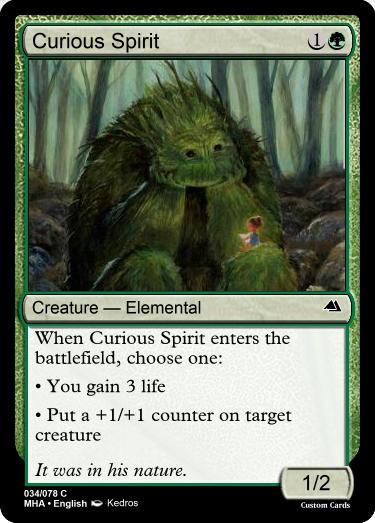 Curious Spirit 1
Creature — Elemental
When Curious Spirit enters the
battlefield, choose one:
• You gain 3 life
• Put a +1/+1 counter on target
creature
It was in his nature.
1/2
034/078 C
MHA • English Kedros
Custom Cards